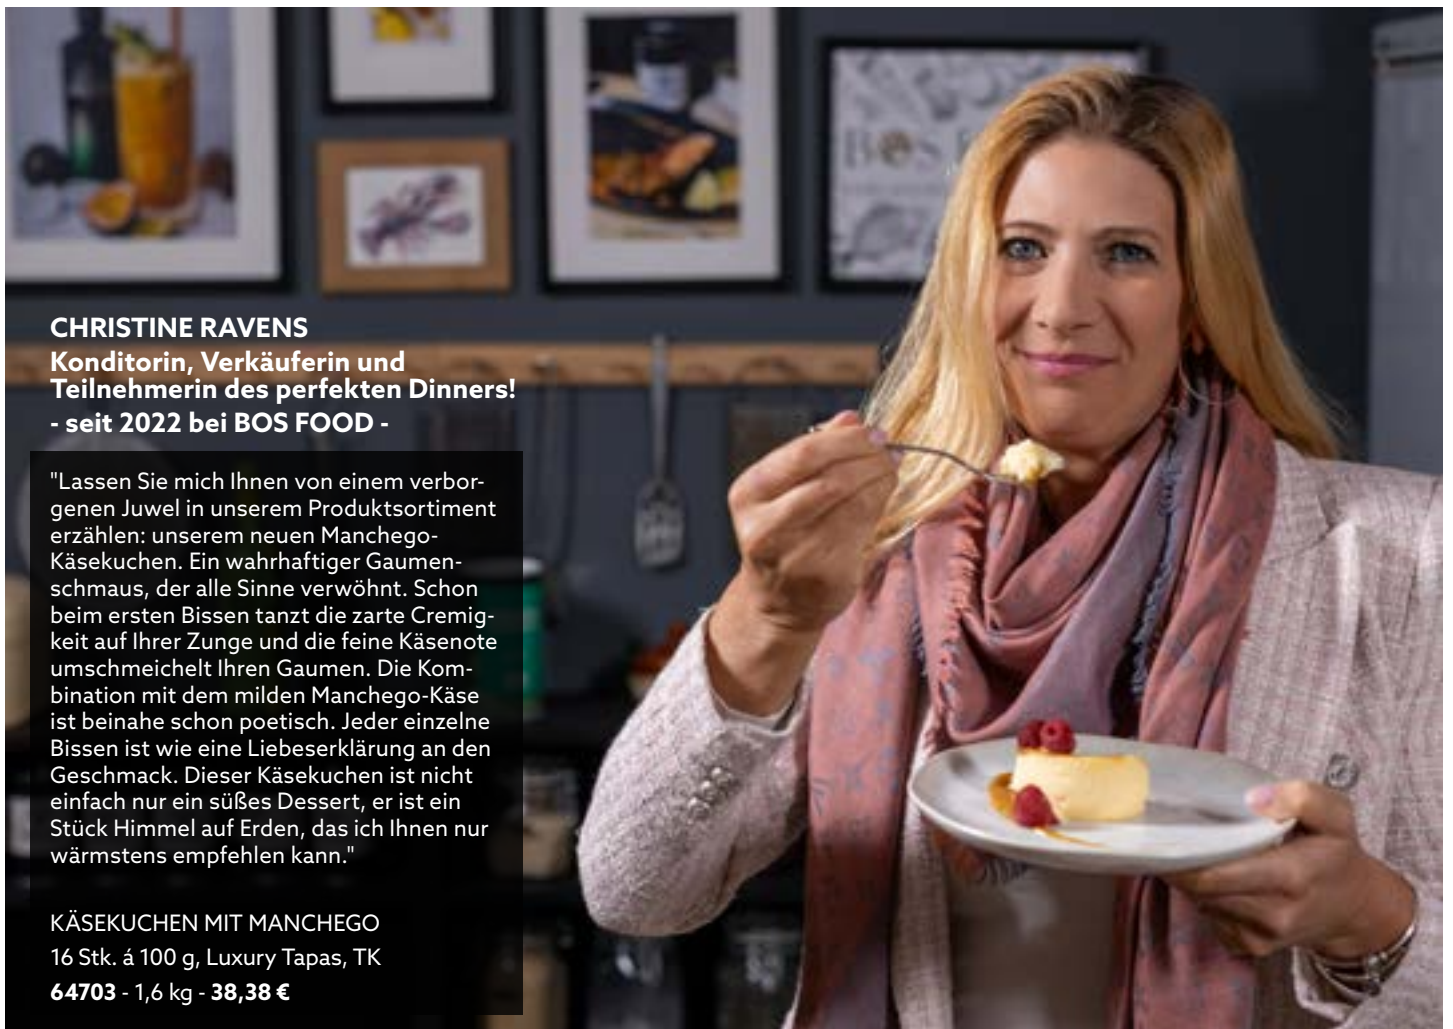 CHRISTINE RAVENS
Konditorin, Verkäuferin und
Teilnehmerin des perfekten Dinners!
- seit 2022 bei BOS FOOD -
"Lassen Sie mich Ihnen von einem verbor-
genen Juwel in unserem Produktsortiment
erzählen: unserem neuen Manchego-
Käsekuchen. Ein wahrhaftiger Gaumen-
schmaus, der alle Sinne verwöhnt. Schon
beim ersten Bissen tanzt die zarte Cremig-
keit auf Ihrer Zunge und die feine Käsenote
umschmeichelt Ihren Gaumen. Die Kom-
bination mit dem milden Manchego-Käse
ist beinahe schon poetisch. Jeder einzelne
Bissen ist wie eine Liebeserklärung an den
Geschmack. Dieser Käsekuchen ist nicht
einfach nur ein süßes Dessert, er ist ein
Stück Himmel auf Erden, das ich Ihnen nur
wärmstens empfehlen kann."
KÄSEKUCHEN MIT MANCHEGO
16 Stk. á 100 g, Luxury Tapas, TK
64703 - 1,6 kg - 38,38 €
BOS